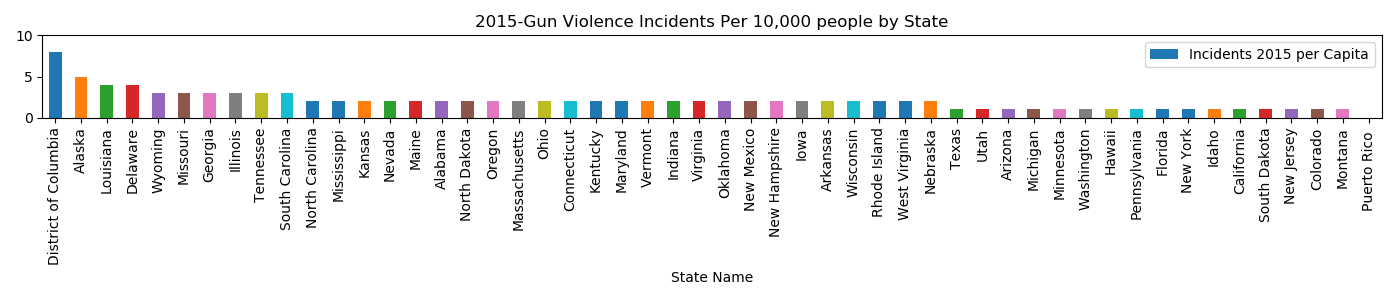 2015-Gun Violence Incidents Per 10,000 people by State
10
5
0
Incidents 2015 per Capita
District of Columbia
Alaska
Louisiana
Delaware
Wyoming
Missouri
Georgia
Illinois
Tennessee
South Carolina
North Carolina
Mississippi
Kansas
Nevada
Maine
Alabama
North Dakota
Oregon
Massachusetts
Ohio
Connecticut
Kentucky
Maryland
Vermont
Indiana
Virginia
Oklahoma
New Mexico
New Hampshire
Iowa
Arkansas
Wisconsin
Rhode Island
West Virginia
Nebraska
Texas
Utah
Arizona
Michigan
Minnesota
Washington
Hawaii
Pennsylvania
Florida
New York
Idaho
California
South Dakota
New Jersey
Colorado
Montana
Puerto Rico
State Name